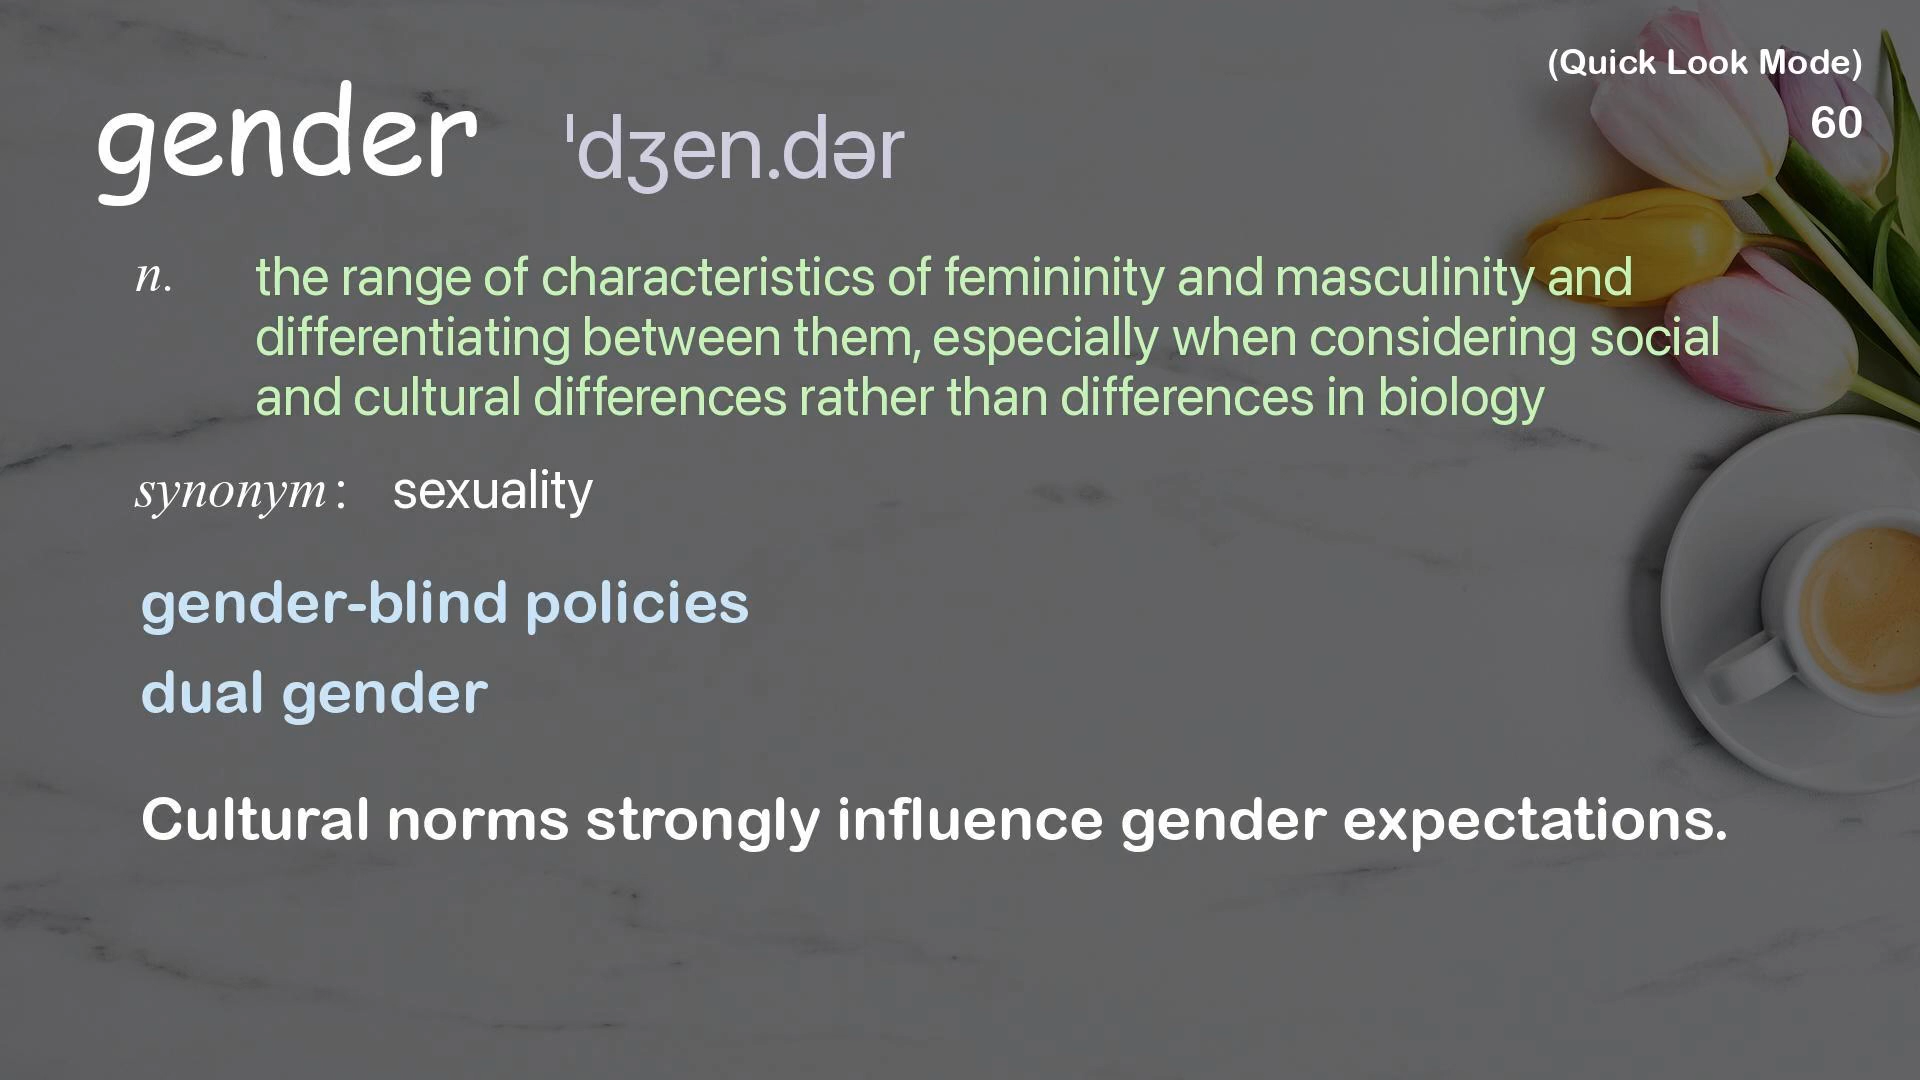 (Quick Look Mode)
60
gender ˈdʒen.dər
n. the range of characteristics of femininity and masculinity and
differentiating between them, especially when considering social
and cultural differences rather than differences in biology
synonym: sexuality
gender-blind policies
dual gender
Cultural norms strongly influence gender expectations.